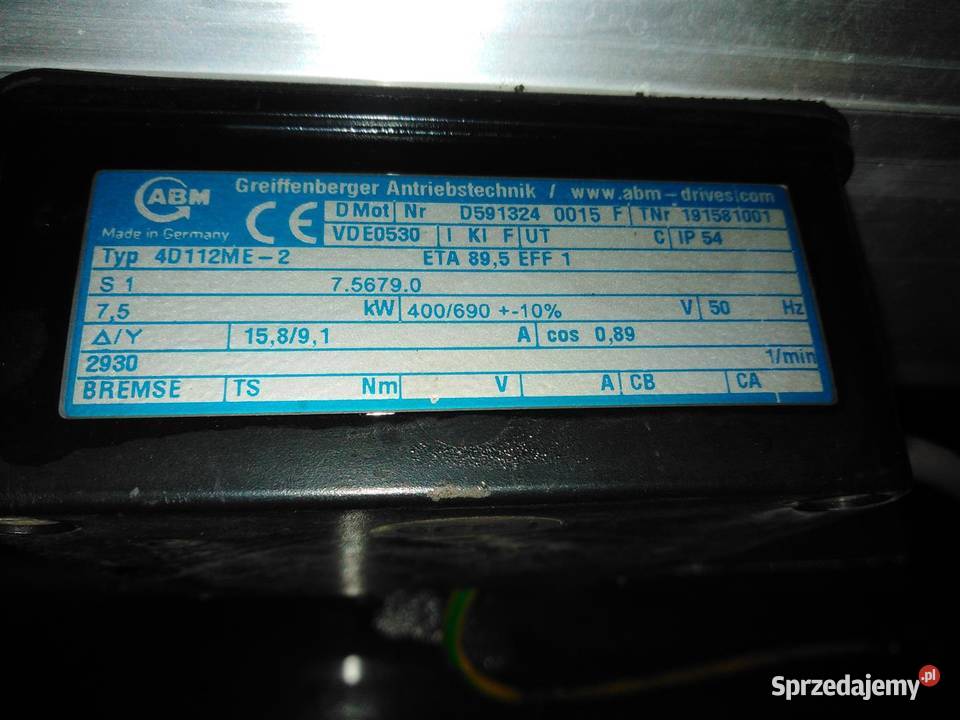 ABM
Greiffenberger Antriebstechnik / www.abm-drives.com
Made in Germany
CE
D Mot Nr D591324 0015 F TNr 191581001
VDE0530 I KI F UT C IP 54
Typ 4D112ME-2 ETA 89,5 EFF 1
S 1 7.5679.0
7,5 kW 400/690 +-10% V 50 Hz
Δ/Y 15,8/9,1 A cos 0,89
2930 1/min
BREMSE TS Nm V A CB CA
Sprzedajemy.pl